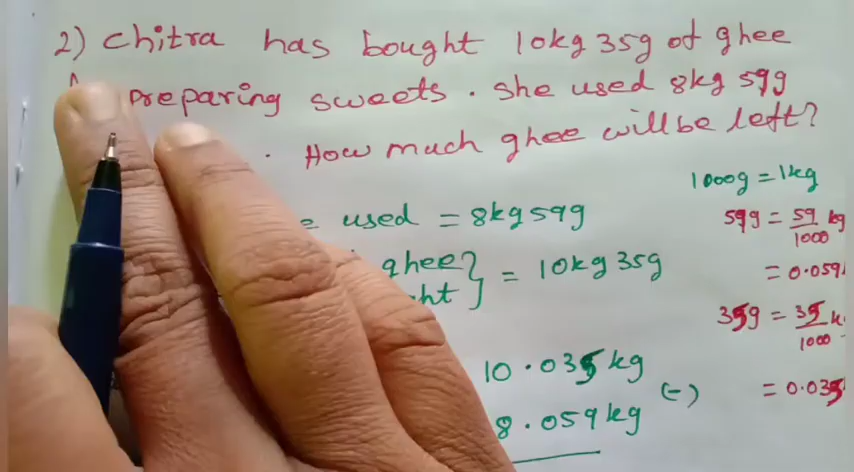 2) Chitra has bought 10kg 35g of ghee
preparing sweets. She used 8kg 59g
. How much ghee will be left?
1000g = 1kg
used = 8kg 59g
59g = 59/1000 kg
ghee } = 10kg 35g
= 0.059
35g = 35/1000 k
10.035 kg
(-)
= 0.035
8.059 kg